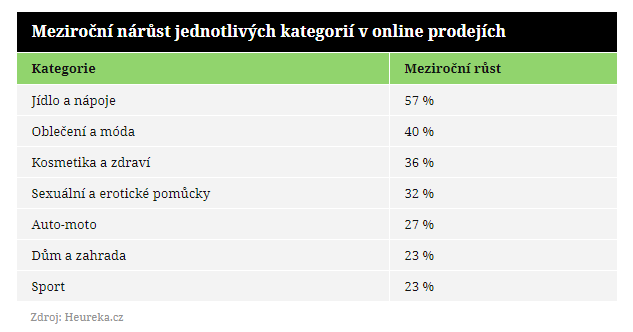 Meziroční nárůst jednotlivých kategorií v online prodejích
Kategorie Meziroční růst
Jídlo a nápoje 57 %
Oblečení a móda 40 %
Kosmetika a zdraví 36 %
Sexuální a erotické pomůcky 32 %
Auto-moto 27 %
Dům a zahrada 23 %
Sport 23 %
Zdroj: Heureka.cz